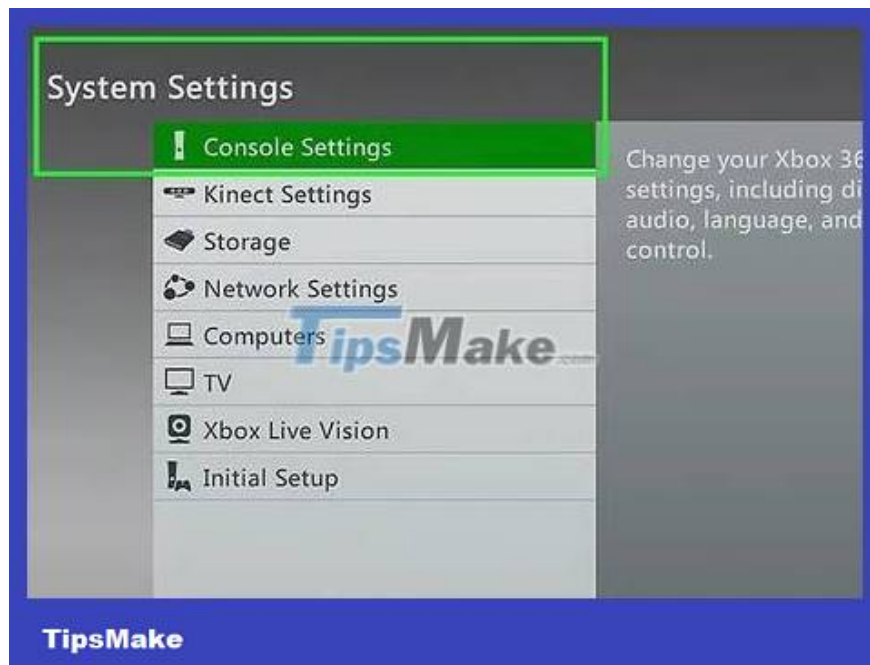 System Settings
Console Settings
Kinect Settings
Storage
Network Settings
Computers
TV
Xbox Live Vision
Initial Setup
Change your Xbox 36
settings, including di
audio, language, and
control.
TipsMake.com
TipsMake